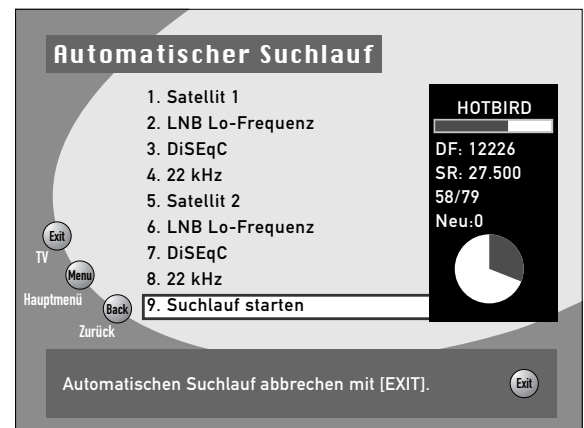 Automatischer Suchlauf
1. Satellit 1
2. LNB Lo-Frequenz
3. DiSEqC
4. 22 kHz
5. Satellit 2
6. LNB Lo-Frequenz
7. DiSEqC
8. 22 kHz
9. Suchlauf starten
HOTBIRD
DF: 12226
SR: 27.500
58/79
Neu:0
Exit
TV
Menu
Hauptmenü
Back
Zurück
Automatischen Suchlauf abbrechen mit [EXIT].
Exit